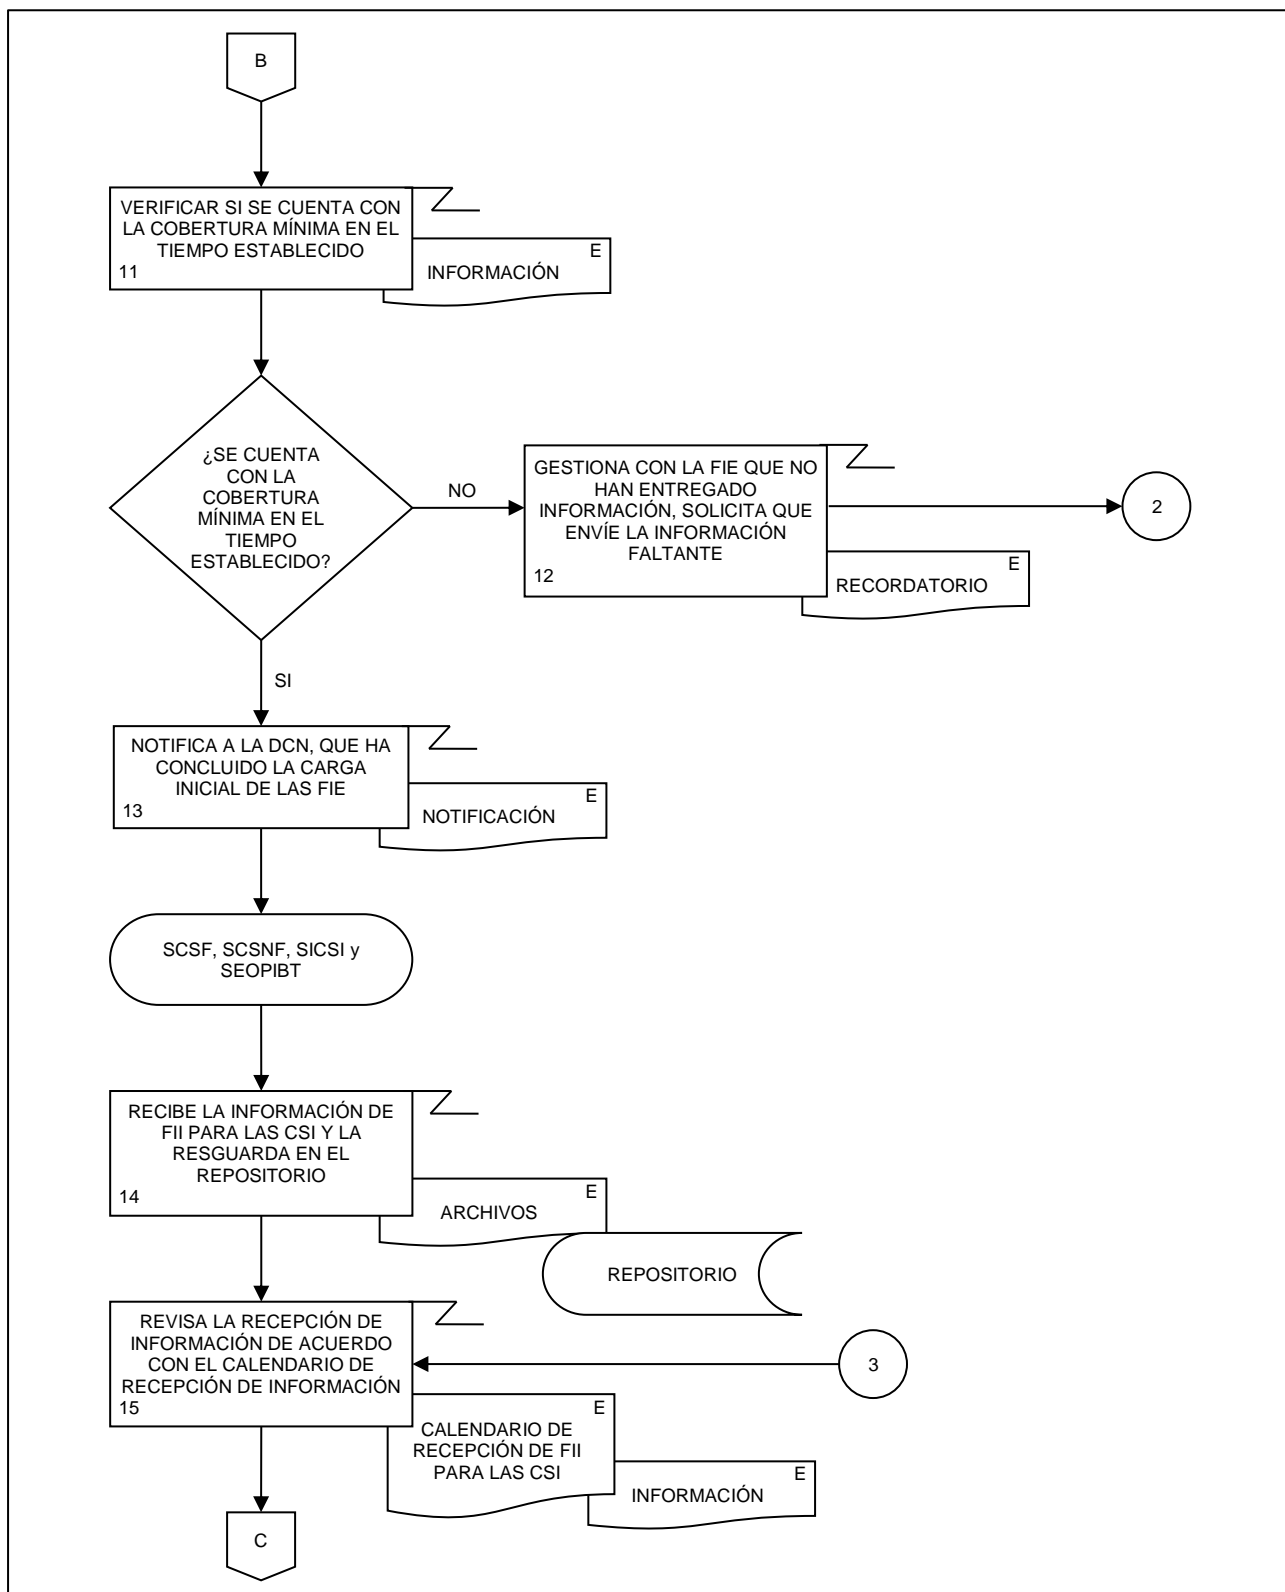 B
VERIFICAR SI SE CUENTA CON
LA COBERTURA MÍNIMA EN EL
TIEMPO ESTABLECIDO
11
E
INFORMACIÓN
¿SE CUENTA
CON LA
COBERTURA
MÍNIMA EN EL
TIEMPO
ESTABLECIDO?
NO
GESTIONA CON LA FIE QUE NO
HAN ENTREGADO
INFORMACIÓN, SOLICITA QUE
ENVÍE LA INFORMACIÓN
FALTANTE
12
2
E
RECORDATORIO
SI
NOTIFICA A LA DCN, QUE HA
CONCLUIDO LA CARGA
INICIAL DE LAS FIE
13
E
NOTIFICACIÓN
SCSF, SCSNF, SICSI y
SEOPIBT
RECIBE LA INFORMACIÓN DE
FII PARA LAS CSI Y LA
RESGUARDA EN EL
REPOSITORIO
14
E
ARCHIVOS
REPOSITORIO
REVISA LA RECEPCIÓN DE
INFORMACIÓN DE ACUERDO
CON EL CALENDARIO DE
RECEPCIÓN DE INFORMACIÓN
15
3
E
CALENDARIO DE
RECEPCIÓN DE FII
PARA LAS CSI
E
INFORMACIÓN
C